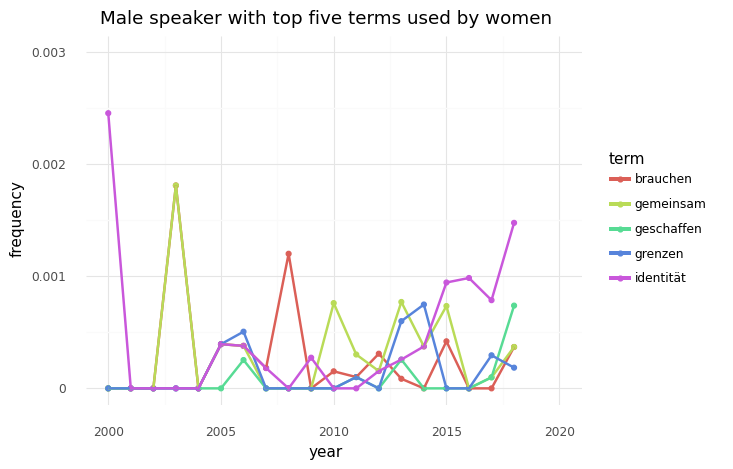 Male speaker with top five terms used by women
0.003
0.002
0.001
0
frequency
2000 2005 2010 2015 2020
year
term
brauchen
gemeinsam
geschaffen
grenzen
identität